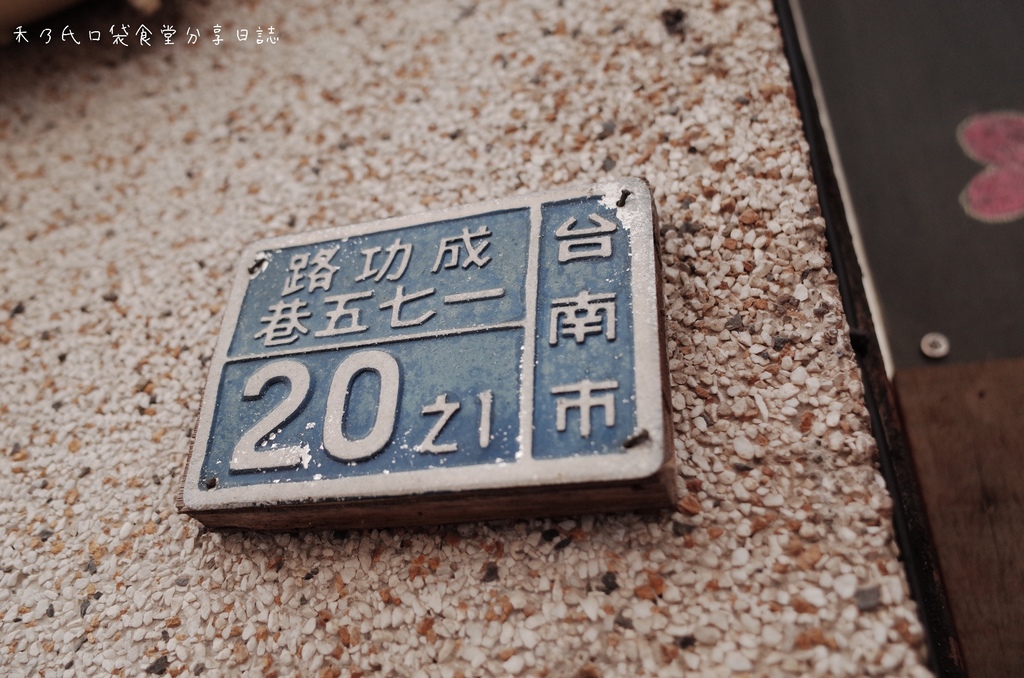 禾乃氏口袋食堂分享日誌
台南市
成功路
一七五巷
20之1